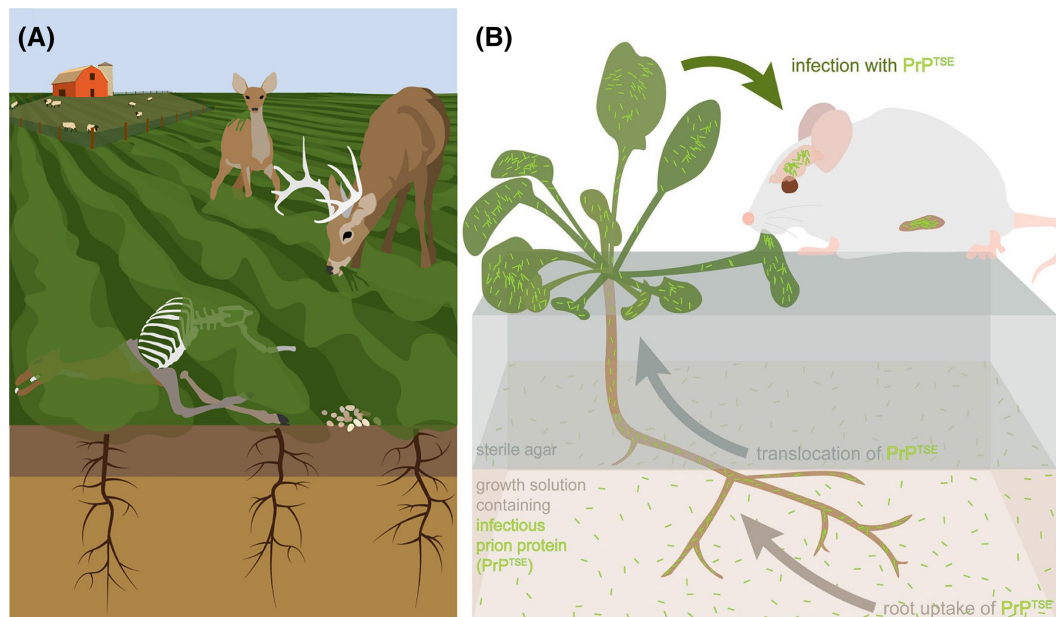 (A)
(B)
infection with PrPTSE
sterile agar
translocation of PrPTSE
growth solution
containing
infectious
prion protein
(PrPTSE)
root uptake of PrPTSE